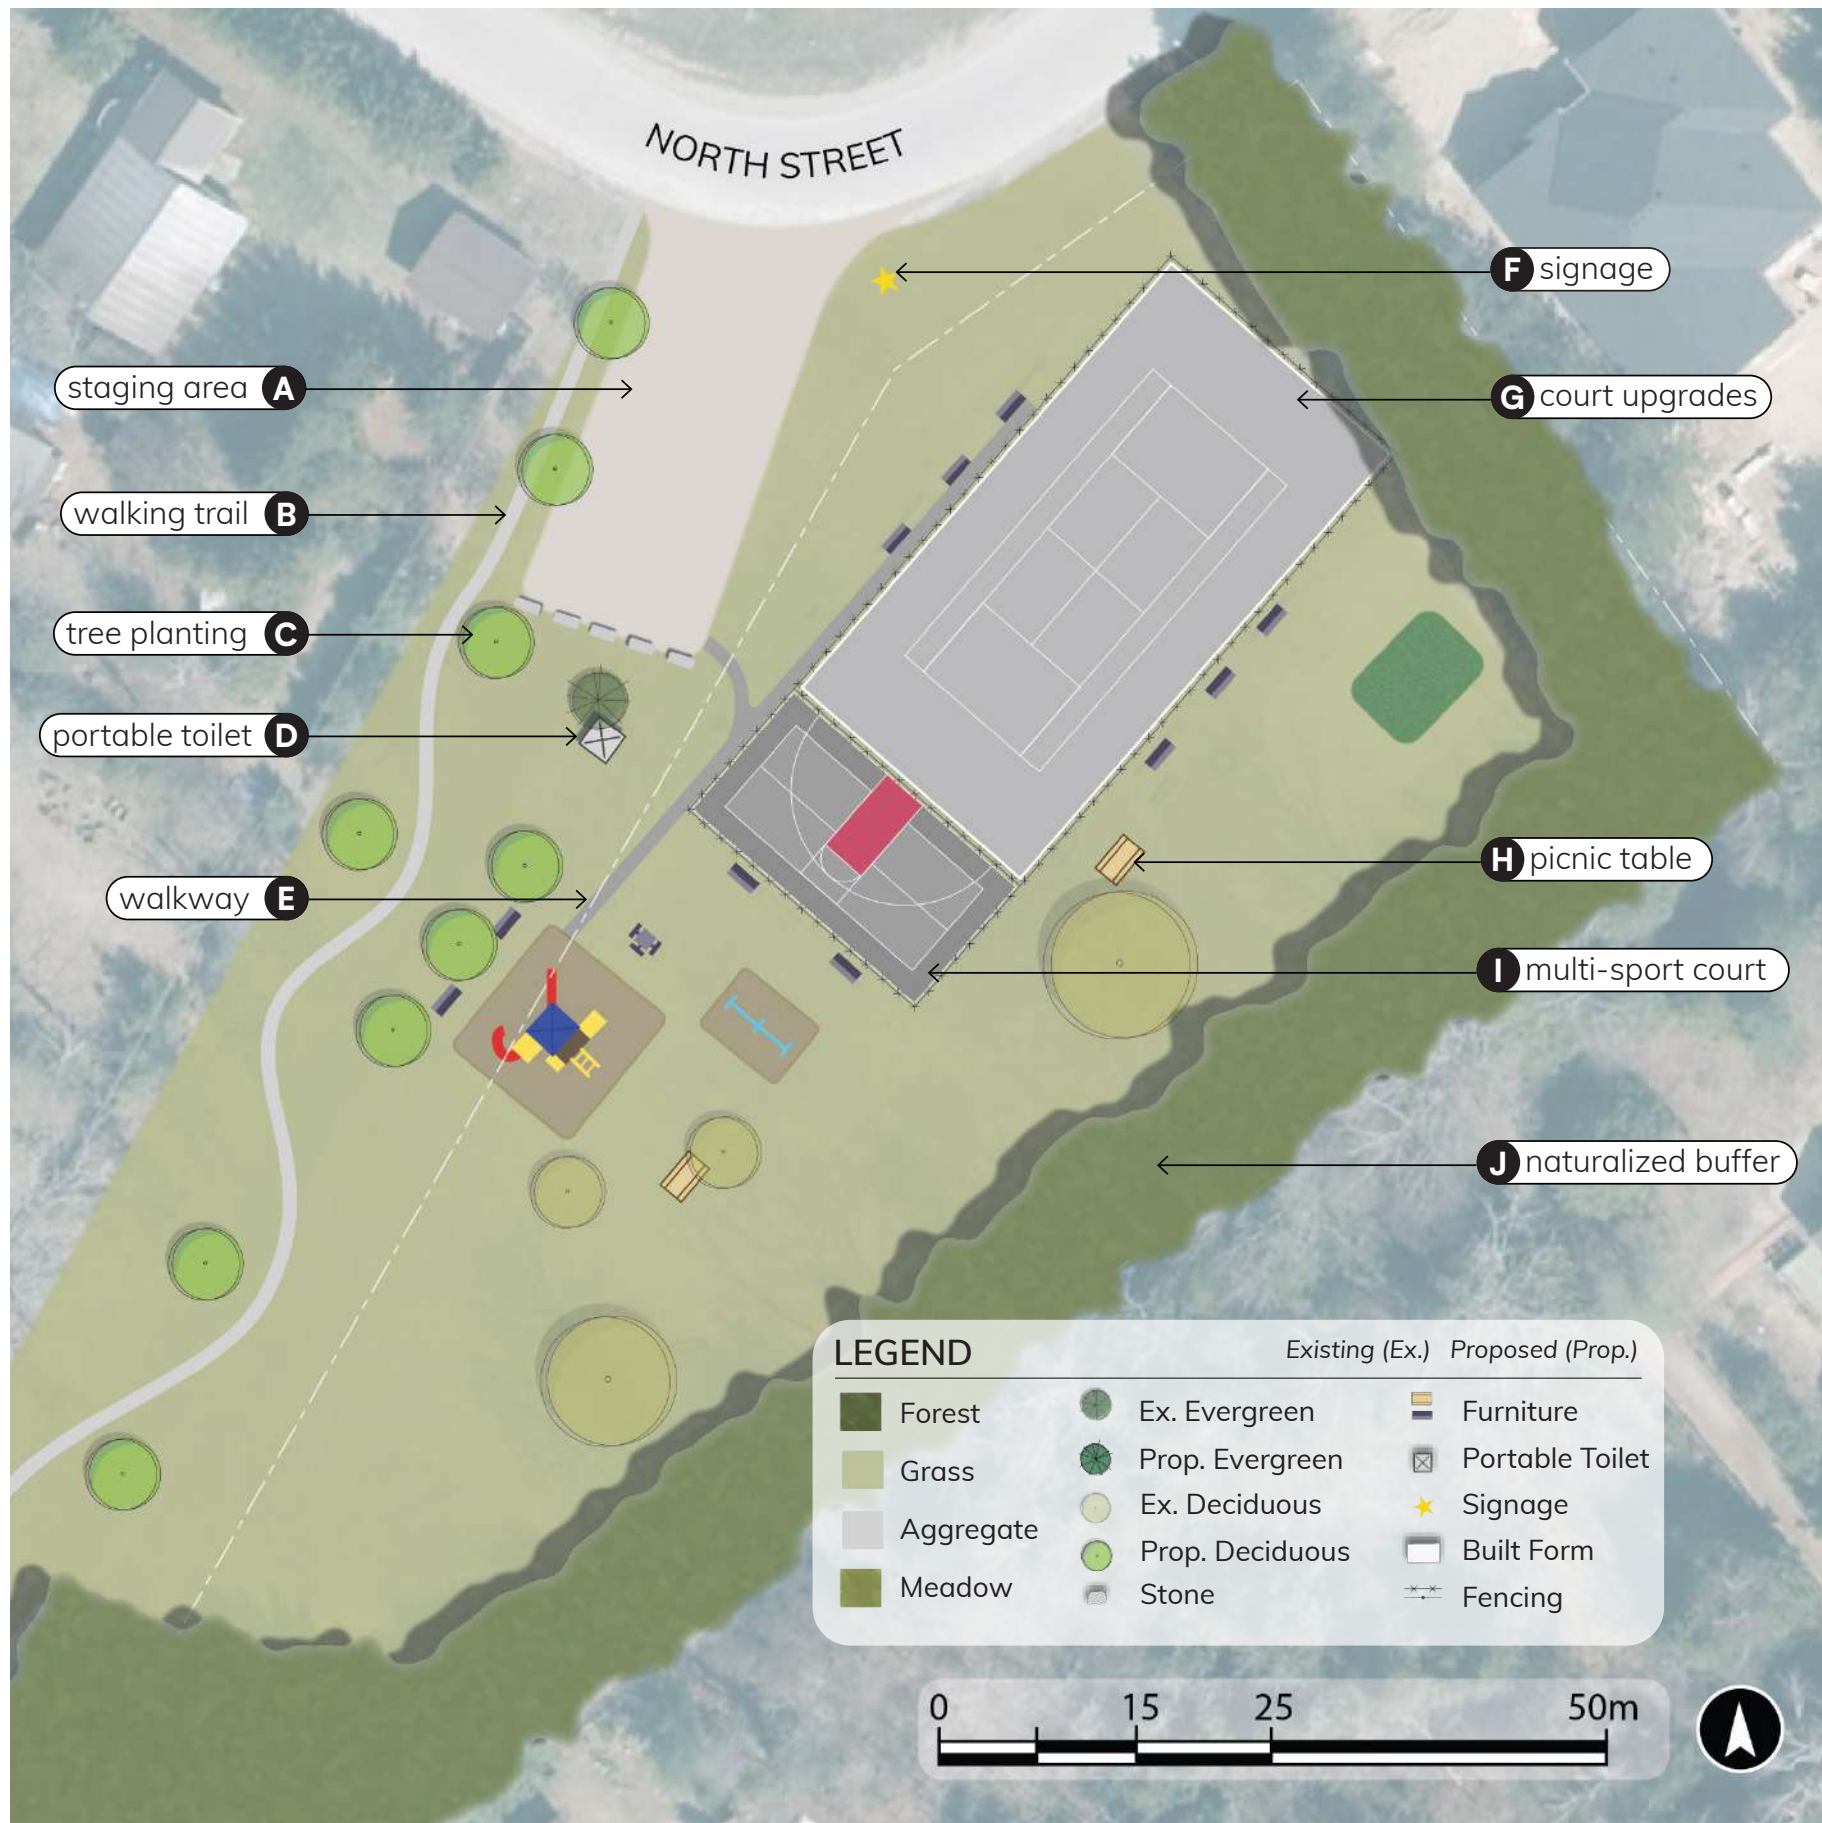 NORTH STREET
staging area A
walking trail B
tree planting C
portable toilet D
walkway E
F signage
G court upgrades
H picnic table
I multi-sport court
J naturalized buffer
LEGEND
Existing (Ex.) Proposed (Prop.)
Forest
Grass
Aggregate
Meadow
Ex. Evergreen
Prop. Evergreen
Ex. Deciduous
Prop. Deciduous
Stone
Furniture
Portable Toilet
Signage
Built Form
Fencing
0 15 25 50m